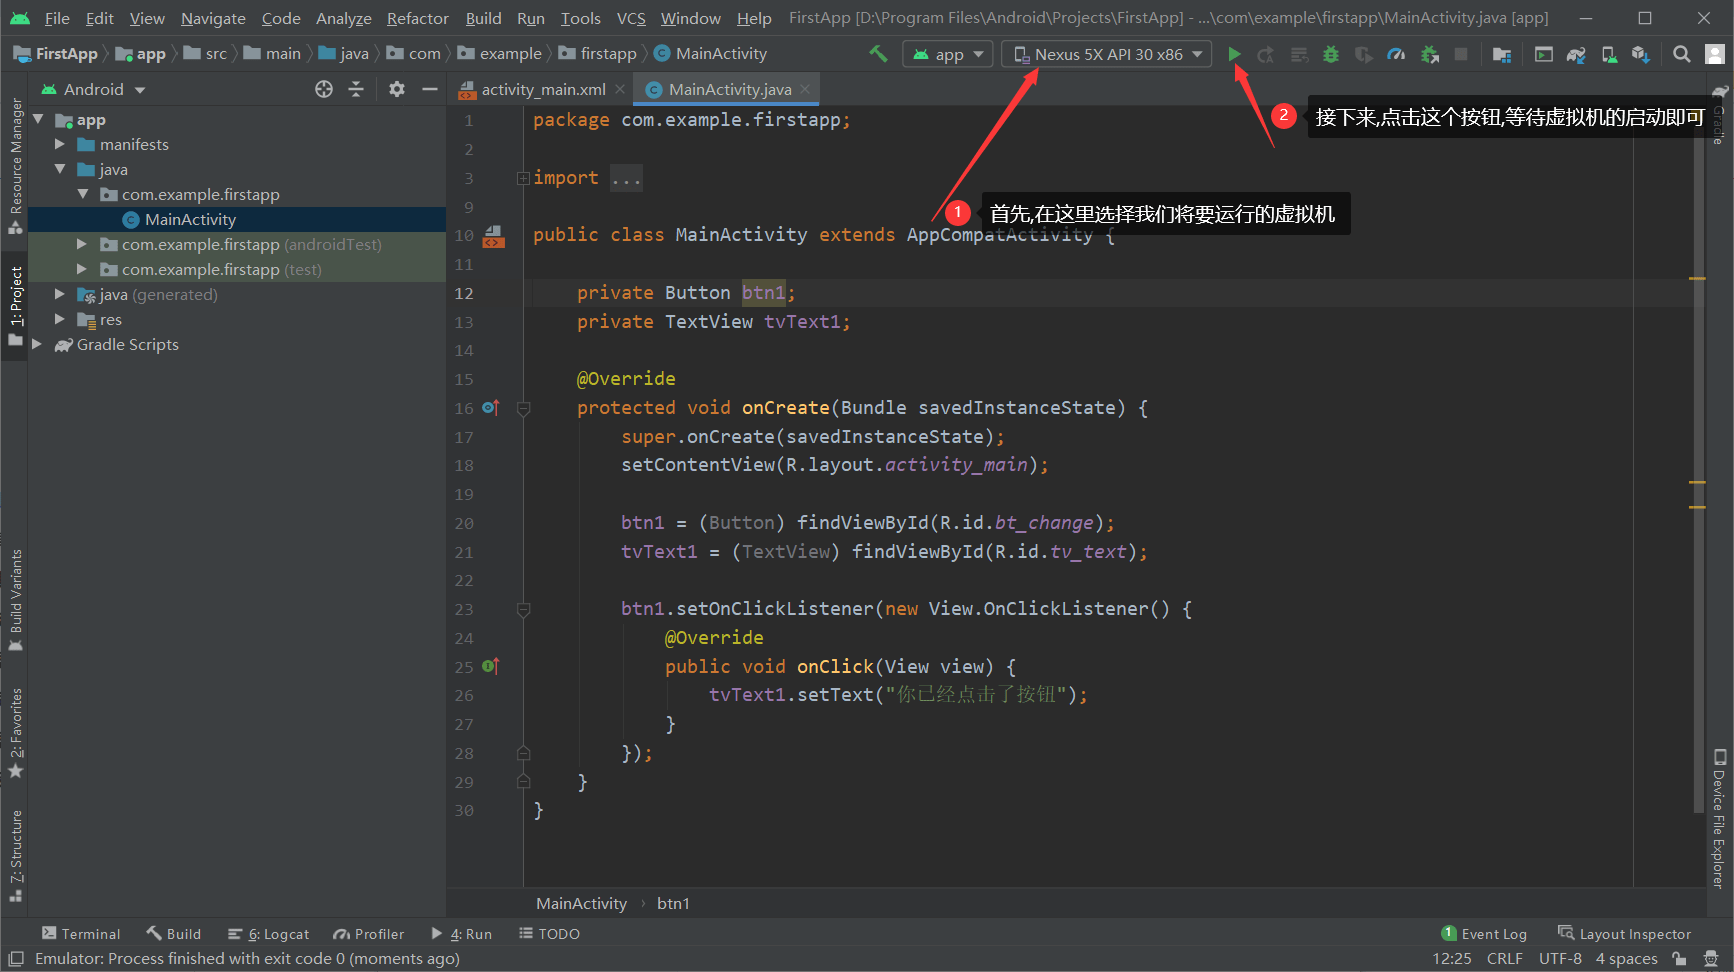 File Edit View Navigate Code Analyze Refactor Build Run Tools VCS Window Help FirstApp [D:\Program Files\Android\Projects\FirstApp] - ...\com\example\firstapp\MainActivity.java [app]
FirstApp app src main java com example firstapp MainActivity app Nexus 5X API 30 x86
Android
activity_main.xml MainActivity.java
2 接下来,点击这个按钮,等待虚拟机的启动即可
1 首先,在这里选择我们将要运行的虚拟机
Resource Manager
1: Project
Build Variants
2: Favorites
7: Structure
app
manifests
java
com.example.firstapp
MainActivity
com.example.firstapp (androidTest)
com.example.firstapp (test)
java (generated)
res
Gradle Scripts
1 package com.example.firstapp;
2
3 import ...
9
10 public class MainActivity extends AppCompatActivity {
11
12 private Button btn1;
13 private TextView tvText1;
14
15 @Override
16 protected void onCreate(Bundle savedInstanceState) {
17 super.onCreate(savedInstanceState);
18 setContentView(R.layout.activity_main);
19
20 btn1 = (Button) findViewById(R.id.bt_change);
21 tvText1 = (TextView) findViewById(R.id.tv_text);
22
23 btn1.setOnClickListener(new View.OnClickListener() {
24 @Override
25 public void onClick(View view) {
26 tvText1.setText("你已经点击了按钮");
27 }
28 });
29 }
30 }
Gradle
Device File Explorer
MainActivity › btn1
Terminal Build 6: Logcat Profiler 4: Run TODO 1 Event Log Layout Inspector
Emulator: Process finished with exit code 0 (moments ago) 12:25 CRLF UTF-8 4 spaces